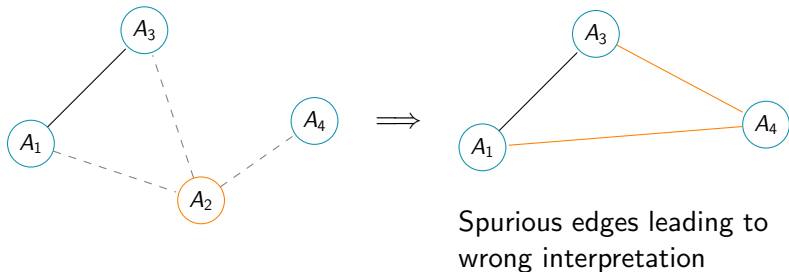 A3
A4
A1
A2
⟹
A3
A4
A1
Spurious edges leading to
wrong interpretation